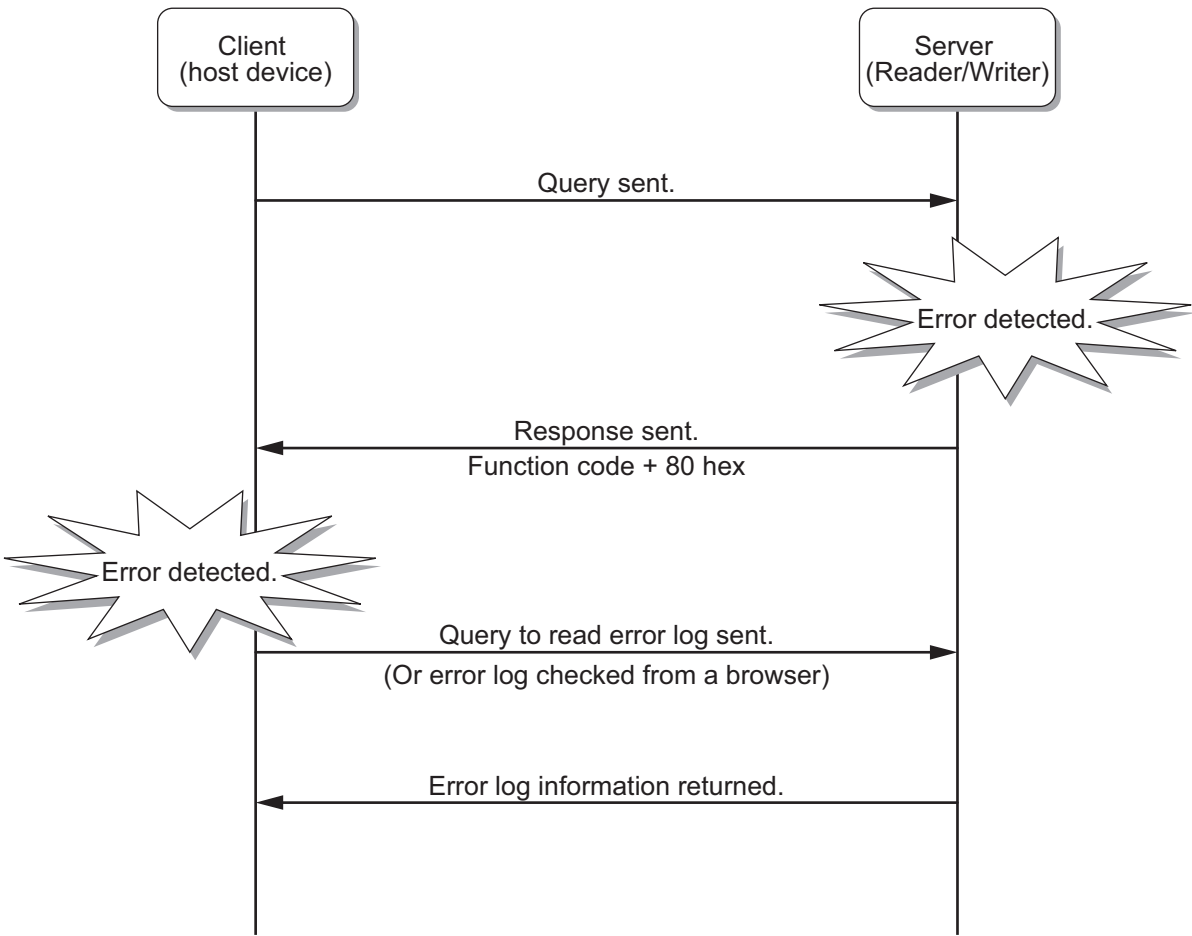 Client
(host device)
Server
(Reader/Writer)
Query sent.
Error detected.
Response sent.
Function code + 80 hex
Error detected.
Query to read error log sent.
(Or error log checked from a browser)
Error log information returned.